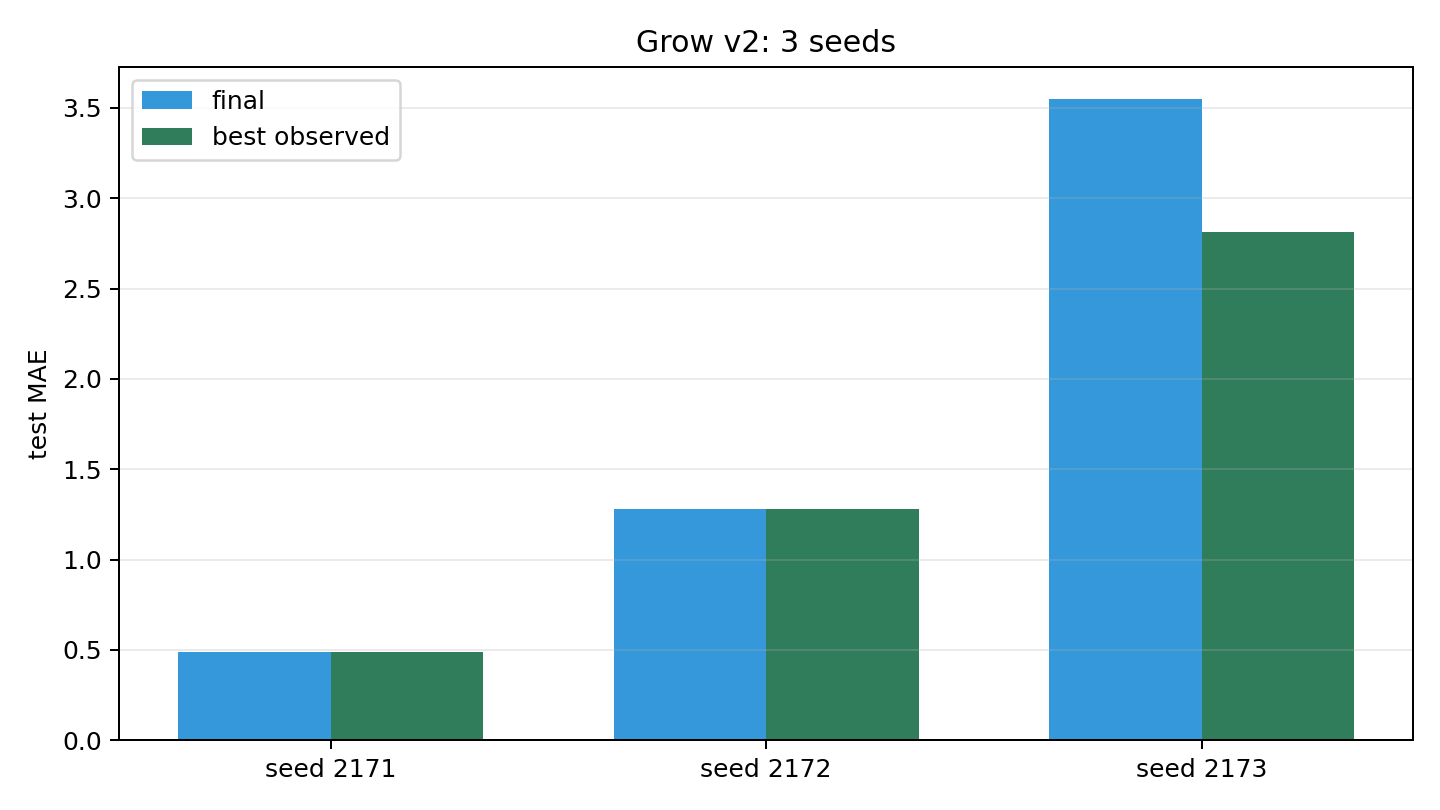 Grow v2: 3 seeds
final
best observed
3.5
3.0
2.5
2.0
1.5
1.0
0.5
0.0
test MAE
seed 2171
seed 2172
seed 2173